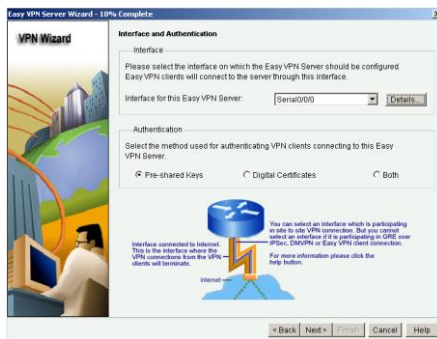 Easy VPN Server Wizard - 10% Complete
VPN Wizard
Interface and Authentication
Interface
Please select the interface on which the Easy VPN Server should be configured.
Easy VPN clients will connect to the server through this interface.
Interface for this Easy VPN Server:
Serial0/0/0
Details...
Authentication
Select the method used for authenticating VPN clients connecting to this Easy
VPN Server.
Pre-shared Keys
Digital Certificates
Both
Interface connected to Internet.
This is the interface where the
VPN connections from the VPN
clients will terminate.
Internet
You can select an interface which is participating
in site to site VPN connection. But you cannot
select an interface if it is participating in GRE over
IPSec, DMVPN or Easy VPN client connection.
For more information please click the
help button.
< Back
Next >
Finish
Cancel
Help